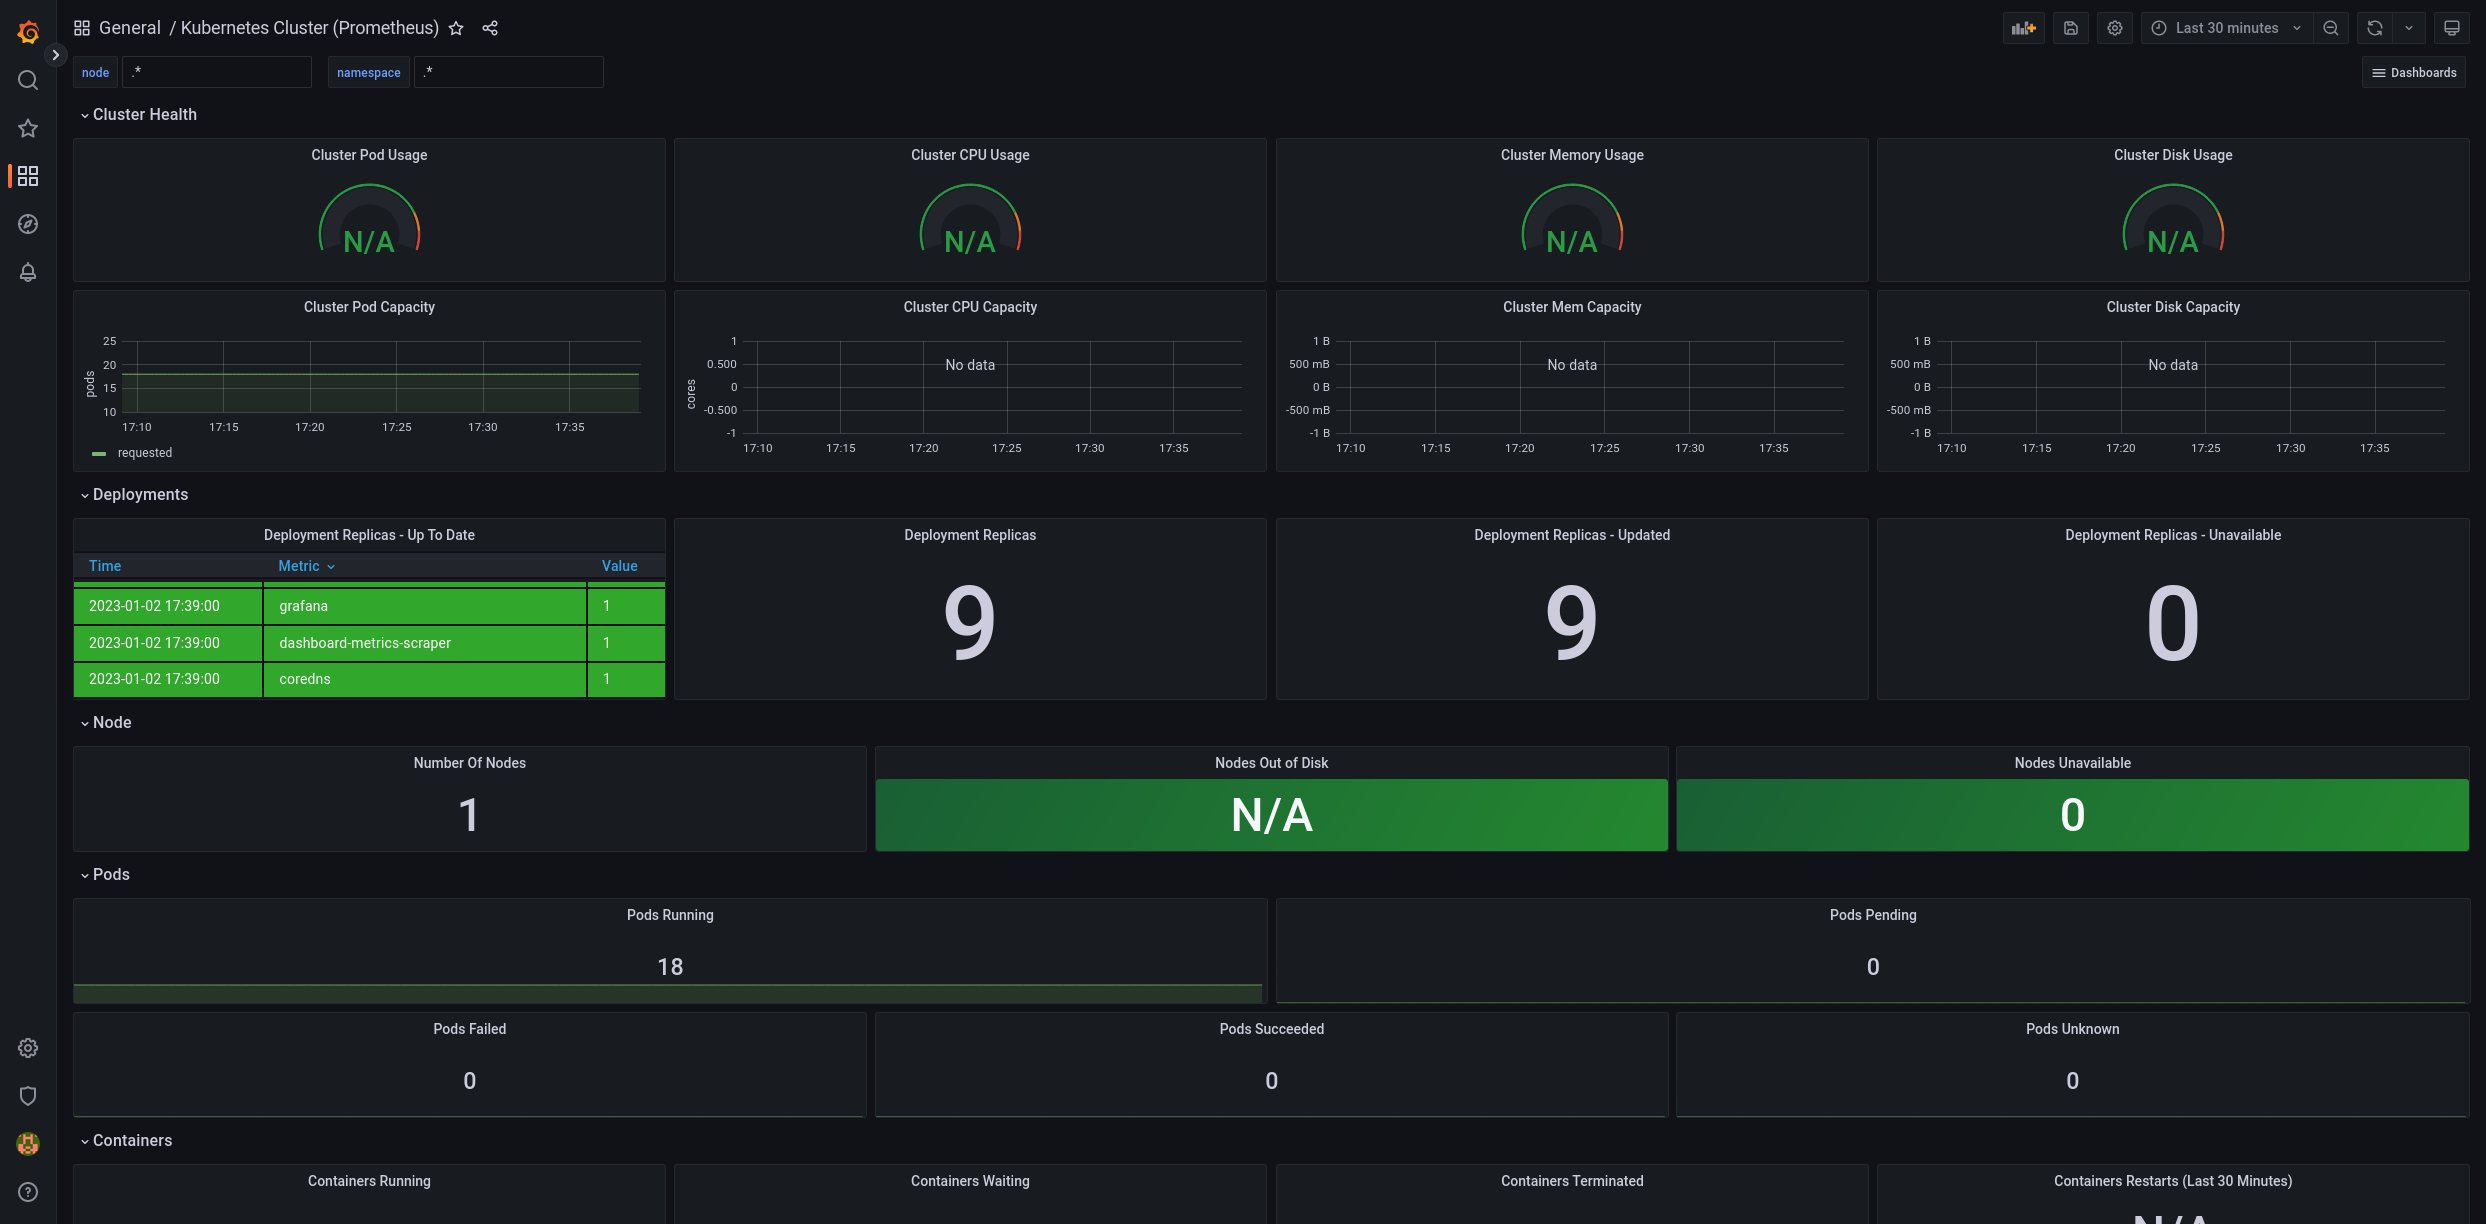 General / Kubernetes Cluster (Prometheus)
Last 30 minutes
node .* namespace .*
Dashboards
Cluster Health
Cluster Pod Usage
N/A
Cluster CPU Usage
N/A
Cluster Memory Usage
N/A
Cluster Disk Usage
N/A
Cluster Pod Capacity
25
20
15
10
pods
17:10 17:15 17:20 17:25 17:30 17:35
requested
Cluster CPU Capacity
1
0.500
0
-0.500
-1
cores
No data
17:10 17:15 17:20 17:25 17:30 17:35
Cluster Mem Capacity
1 B
500 mB
0 B
-500 mB
-1 B
No data
17:10 17:15 17:20 17:25 17:30 17:35
Cluster Disk Capacity
1 B
500 mB
0 B
-500 mB
-1 B
No data
17:10 17:15 17:20 17:25 17:30 17:35
Deployments
Deployment Replicas - Up To Date
Time Metric Value
2023-01-02 17:39:00 grafana 1
2023-01-02 17:39:00 dashboard-metrics-scraper 1
2023-01-02 17:39:00 coredns 1
Deployment Replicas
9
Deployment Replicas - Updated
9
Deployment Replicas - Unavailable
0
Node
Number Of Nodes
1
Nodes Out of Disk
N/A
Nodes Unavailable
0
Pods
Pods Running
18
Pods Pending
0
Pods Failed
0
Pods Succeeded
0
Pods Unknown
0
Containers
Containers Running
Containers Waiting
Containers Terminated
Containers Restarts (Last 30 Minutes)
N/A